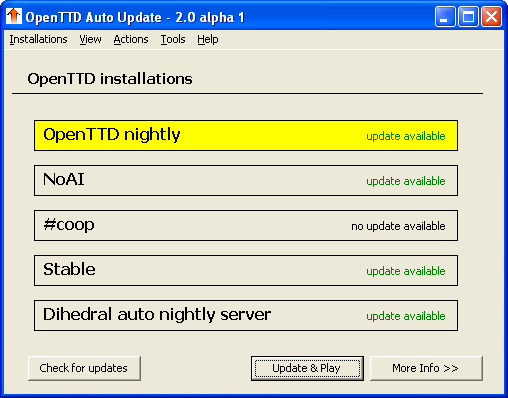 OpenTTD Auto Update - 2.0 alpha 1
Installations View Actions Tools Help
OpenTTD installations
OpenTTD nightly update available
NoAI update available
#coop no update available
Stable update available
Dihedral auto nightly server update available
Check for updates Update & Play More Info >>